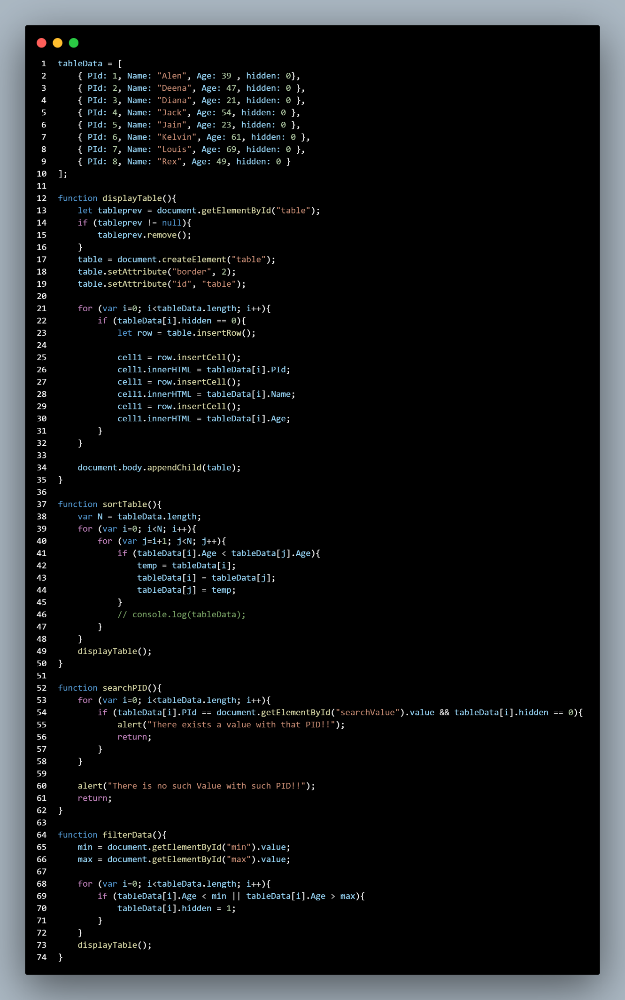 1 tableData = [
2     { PId: 1, Name: "Alen", Age: 39 , hidden: 0},
3     { PId: 2, Name: "Deena", Age: 47, hidden: 0 },
4     { PId: 3, Name: "Diana", Age: 21, hidden: 0 },
5     { PId: 4, Name: "Jack", Age: 54, hidden: 0 },
6     { PId: 5, Name: "Jain", Age: 23, hidden: 0 },
7     { PId: 6, Name: "Kelvin", Age: 61, hidden: 0 },
8     { PId: 7, Name: "Louis", Age: 69, hidden: 0 },
9     { PId: 8, Name: "Rex", Age: 49, hidden: 0 }
10 ];
11
12 function displayTable(){
13     let tableprev = document.getElementById("table");
14     if (tableprev != null){
15         tableprev.remove();
16     }
17     table = document.createElement("table");
18     table.setAttribute("border", 2);
19     table.setAttribute("id", "table");
20
21     for (var i=0; i<tableData.length; i++){
22         if (tableData[i].hidden == 0){
23             let row = table.insertRow();
24
25             cell1 = row.insertCell();
26             cell1.innerHTML = tableData[i].PId;
27             cell1 = row.insertCell();
28             cell1.innerHTML = tableData[i].Name;
29             cell1 = row.insertCell();
30             cell1.innerHTML = tableData[i].Age;
31         }
32     }
33
34     document.body.appendChild(table);
35 }
36
37 function sortTable(){
38     var N = tableData.length;
39     for (var i=0; i<N; i++){
40         for (var j=i+1; j<N; j++){
41             if (tableData[i].Age < tableData[j].Age){
42                 temp = tableData[i];
43                 tableData[i] = tableData[j];
44                 tableData[j] = temp;
45             }
46             // console.log(tableData);
47         }
48     }
49     displayTable();
50 }
51
52 function searchPID(){
53     for (var i=0; i<tableData.length; i++){
54         if (tableData[i].PId == document.getElementById("searchValue").value && tableData[i].hidden == 0){
55             alert("There exists a value with that PID!!");
56             return;
57         }
58     }
59
60     alert("There is no such Value with such PID!!");
61     return;
62 }
63
64 function filterData(){
65     min = document.getElementById("min").value;
66     max = document.getElementById("max").value;
67
68     for (var i=0; i<tableData.length; i++){
69         if (tableData[i].Age < min || tableData[i].Age > max){
70             tableData[i].hidden = 1;
71         }
72     }
73     displayTable();
74 }